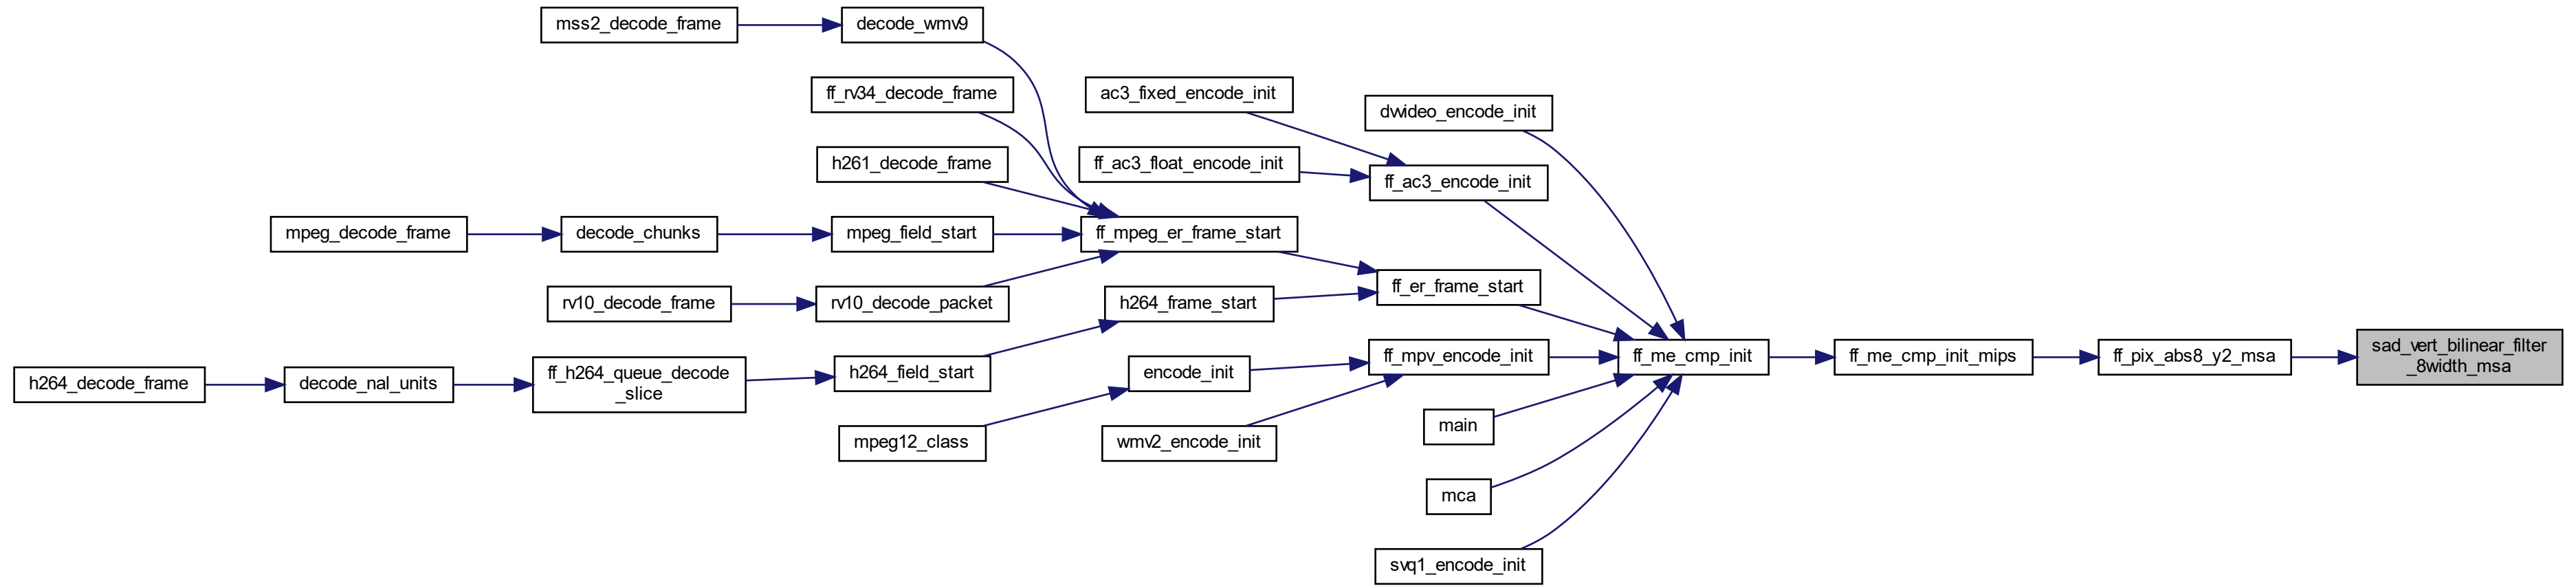 mss2_decode_frame
decode_wmv9
ff_rv34_decode_frame
ac3_fixed_encode_init
dwideo_encode_init
h261_decode_frame
ff_ac3_float_encode_init
ff_ac3_encode_init
mpeg_decode_frame
decode_chunks
mpeg_field_start
ff_mpeg_er_frame_start
rv10_decode_frame
rv10_decode_packet
h264_frame_start
ff_er_frame_start
h264_decode_frame
decode_nal_units
ff_h264_queue_decode
_slice
h264_field_start
encode_init
ff_mpv_encode_init
ff_me_cmp_init
ff_me_cmp_init_mips
ff_pix_abs8_y2_msa
sad_vert_bilinear_filter
_8width_msa
mpeg12_class
wmv2_encode_init
main
mca
svq1_encode_init